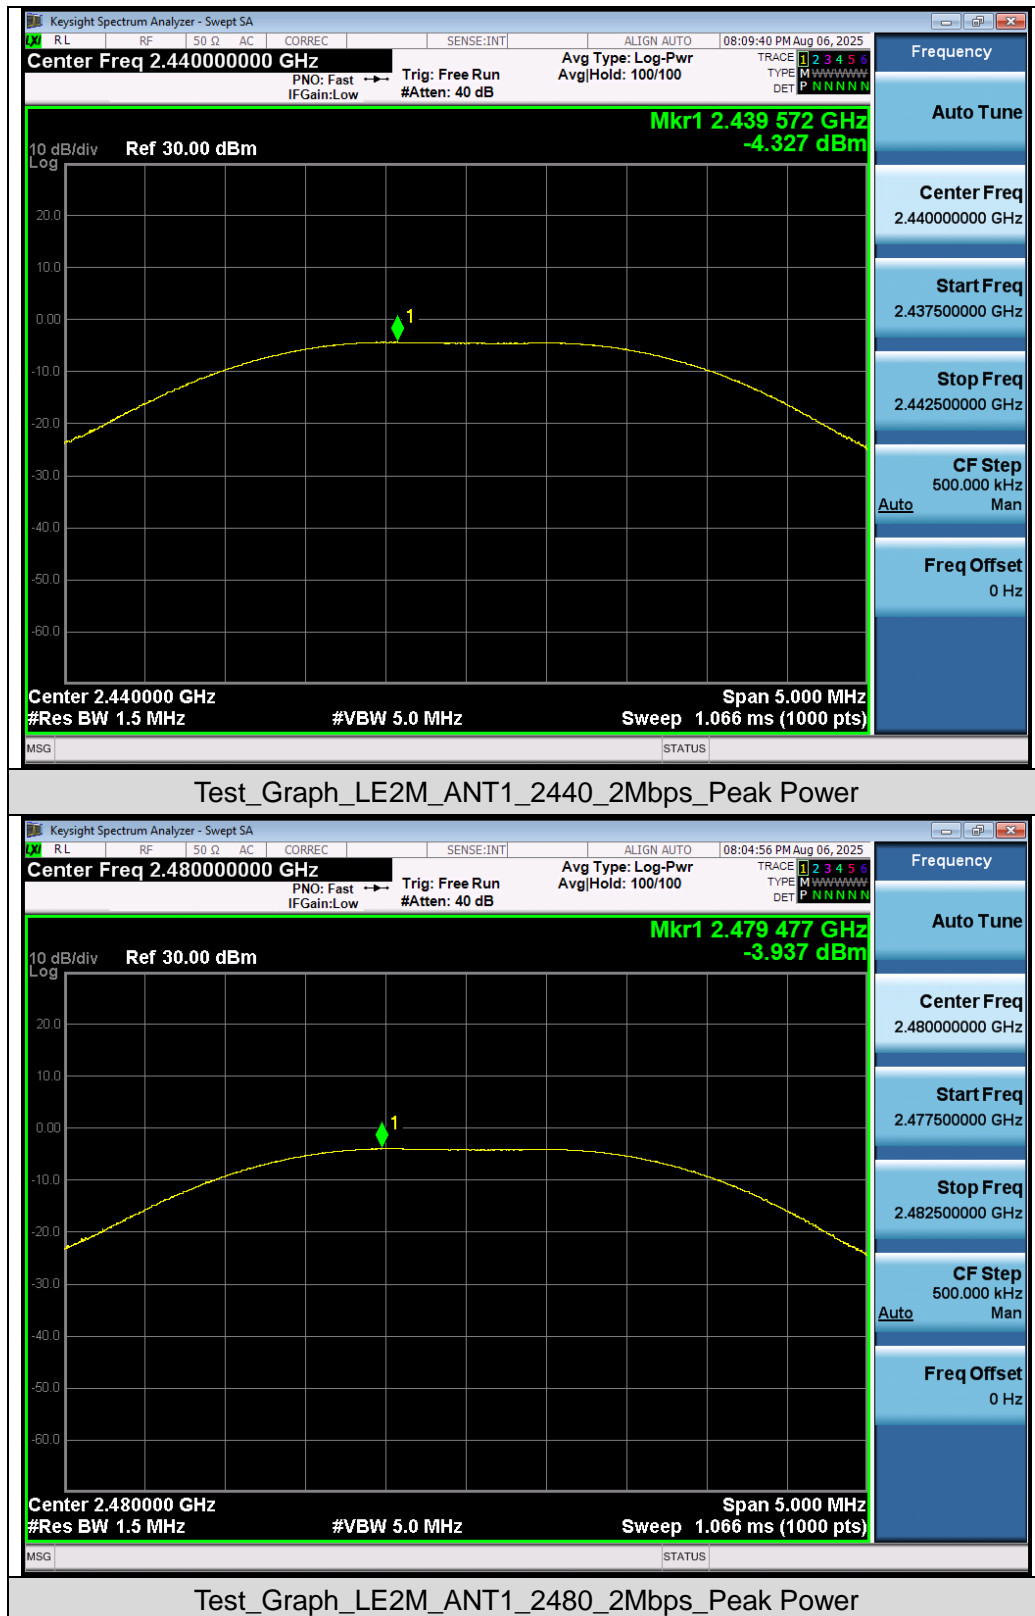 Keysight Spectrum Analyzer - Swept SA
LXI RL RF 50 Ω AC CORREC SENSE:INT ALIGN AUTO 08:09:40 PM Aug 06, 2025
Center Freq 2.440000000 GHz
PNO: Fast
IFGain:Low
Trig: Free Run
#Atten: 40 dB
Avg Type: Log-Pwr
Avg|Hold: 100/100
TRACE 1 2 3 4 5 6
TYPE M WWWWW
DET P N N N N N
Mkr1 2.439 572 GHz
-4.327 dBm
10 dB/div Ref 30.00 dBm
Log
20.0
10.0
0.00
-10.0
-20.0
-30.0
-40.0
-50.0
-60.0
1
Center 2.440000 GHz Span 5.000 MHz
#Res BW 1.5 MHz #VBW 5.0 MHz Sweep 1.066 ms (1000 pts)
MSG STATUS
Frequency
Auto Tune
Center Freq
2.440000000 GHz
Start Freq
2.437500000 GHz
Stop Freq
2.442500000 GHz
CF Step
500.000 kHz
Auto Man
Freq Offset
0 Hz
Test_Graph_LE2M_ANT1_2440_2Mbps_Peak Power
Keysight Spectrum Analyzer - Swept SA
LXI RL RF 50 Ω AC CORREC SENSE:INT ALIGN AUTO 08:04:56 PM Aug 06, 2025
Center Freq 2.480000000 GHz
PNO: Fast
IFGain:Low
Trig: Free Run
#Atten: 40 dB
Avg Type: Log-Pwr
Avg|Hold: 100/100
TRACE 1 2 3 4 5 6
TYPE M WWWWW
DET P N N N N N
Mkr1 2.479 477 GHz
-3.937 dBm
10 dB/div Ref 30.00 dBm
Log
20.0
10.0
0.00
-10.0
-20.0
-30.0
-40.0
-50.0
-60.0
1
Center 2.480000 GHz Span 5.000 MHz
#Res BW 1.5 MHz #VBW 5.0 MHz Sweep 1.066 ms (1000 pts)
MSG STATUS
Frequency
Auto Tune
Center Freq
2.480000000 GHz
Start Freq
2.477500000 GHz
Stop Freq
2.482500000 GHz
CF Step
500.000 kHz
Auto Man
Freq Offset
0 Hz
Test_Graph_LE2M_ANT1_2480_2Mbps_Peak Power